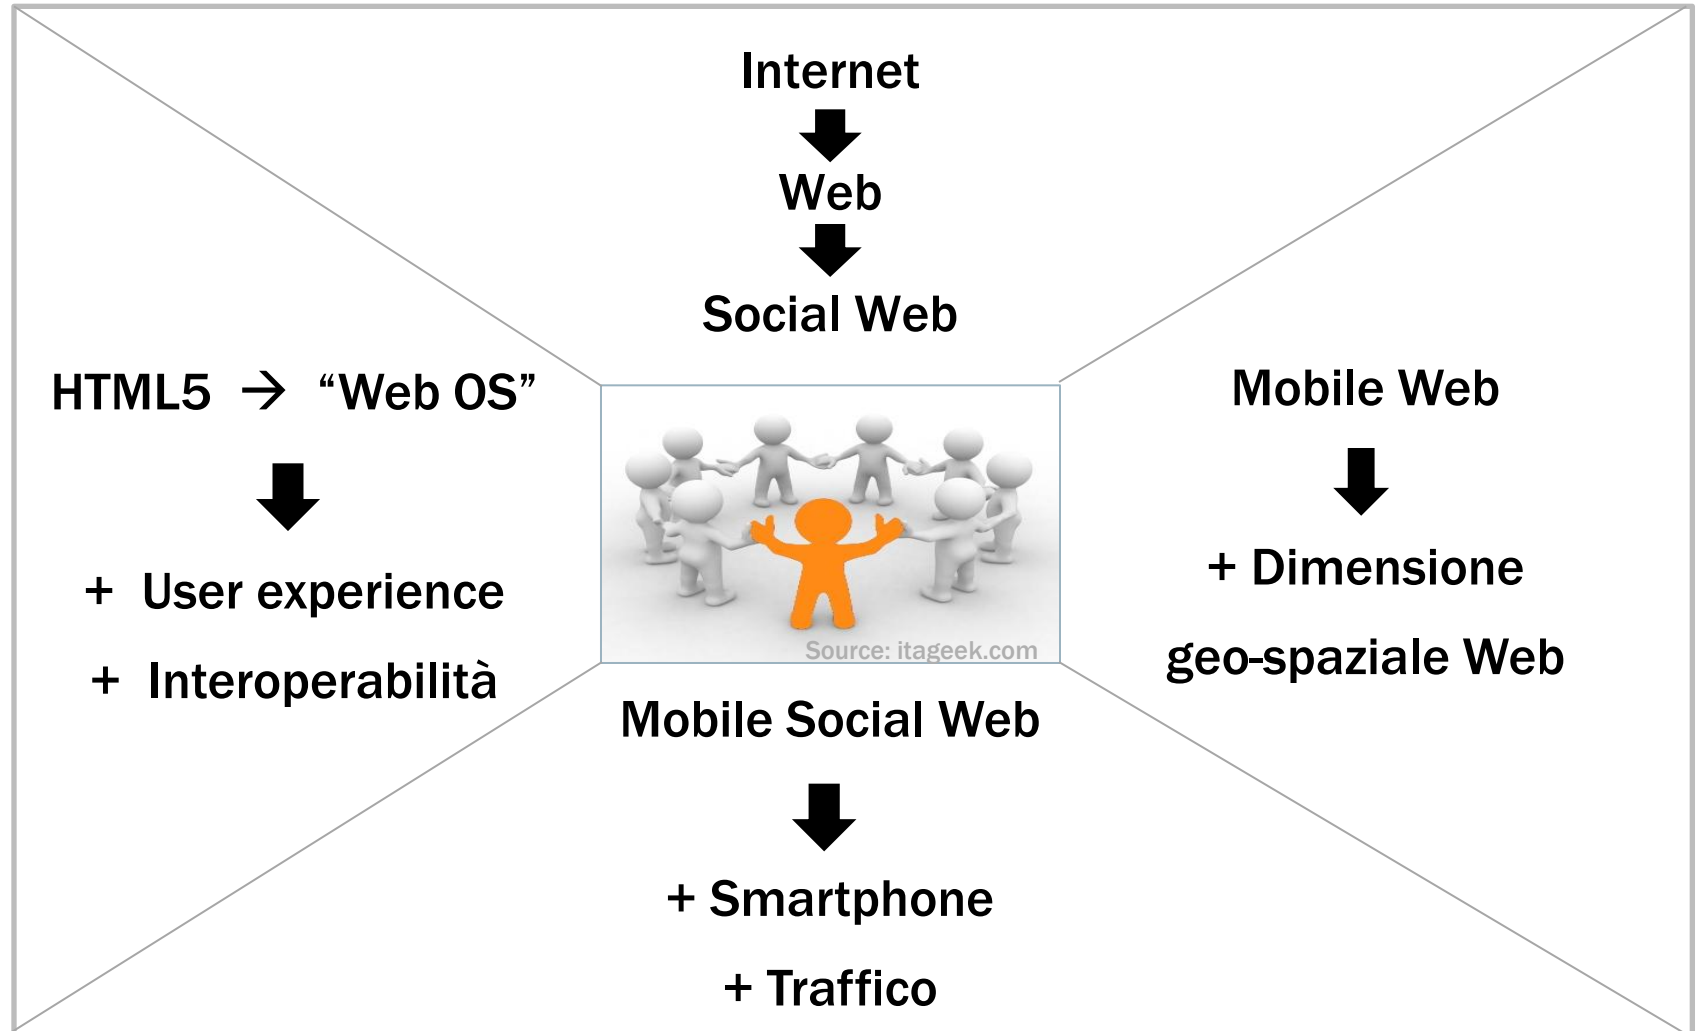 Internet
Web
Social Web
HTML5 → “Web OS”
+ User experience
+ Interoperabilità
Mobile Web
+ Dimensione
geo-spaziale Web
Source: itageek.com
Mobile Social Web
+ Smartphone
+ Traffico